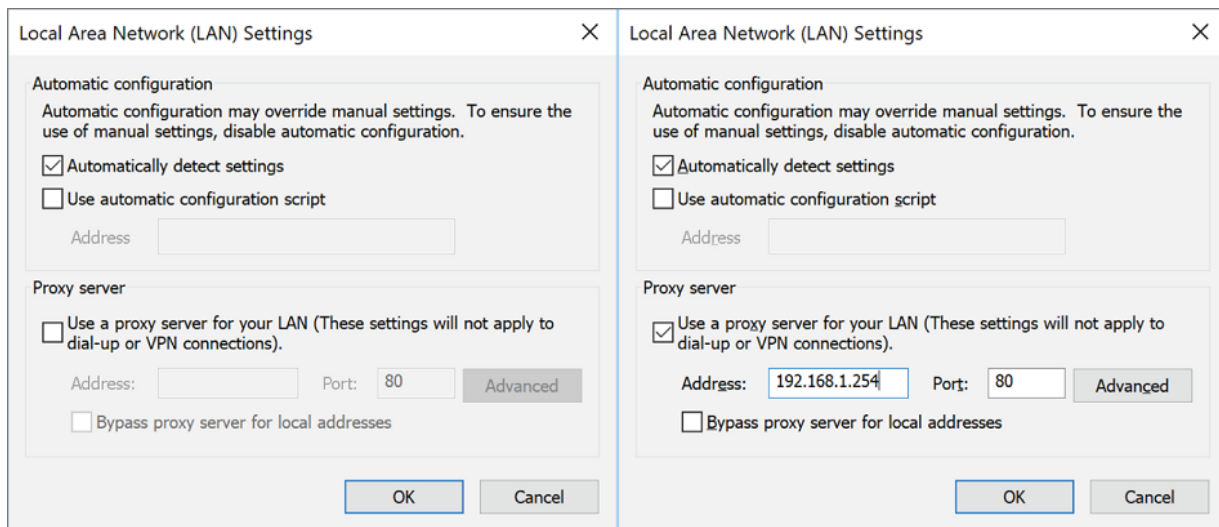 Local Area Network (LAN) Settings
Automatic configuration
Automatic configuration may override manual settings. To ensure the
use of manual settings, disable automatic configuration.
Automatically detect settings
Use automatic configuration script
Address
Proxy server
Use a proxy server for your LAN (These settings will not apply to
dial-up or VPN connections).
Address: Port: 80 Advanced
Bypass proxy server for local addresses
OK Cancel
Local Area Network (LAN) Settings
Automatic configuration
Automatic configuration may override manual settings. To ensure the
use of manual settings, disable automatic configuration.
Automatically detect settings
Use automatic configuration script
Address
Proxy server
Use a proxy server for your LAN (These settings will not apply to
dial-up or VPN connections).
Address: 192.168.1.254 Port: 80 Advanced
Bypass proxy server for local addresses
OK Cancel